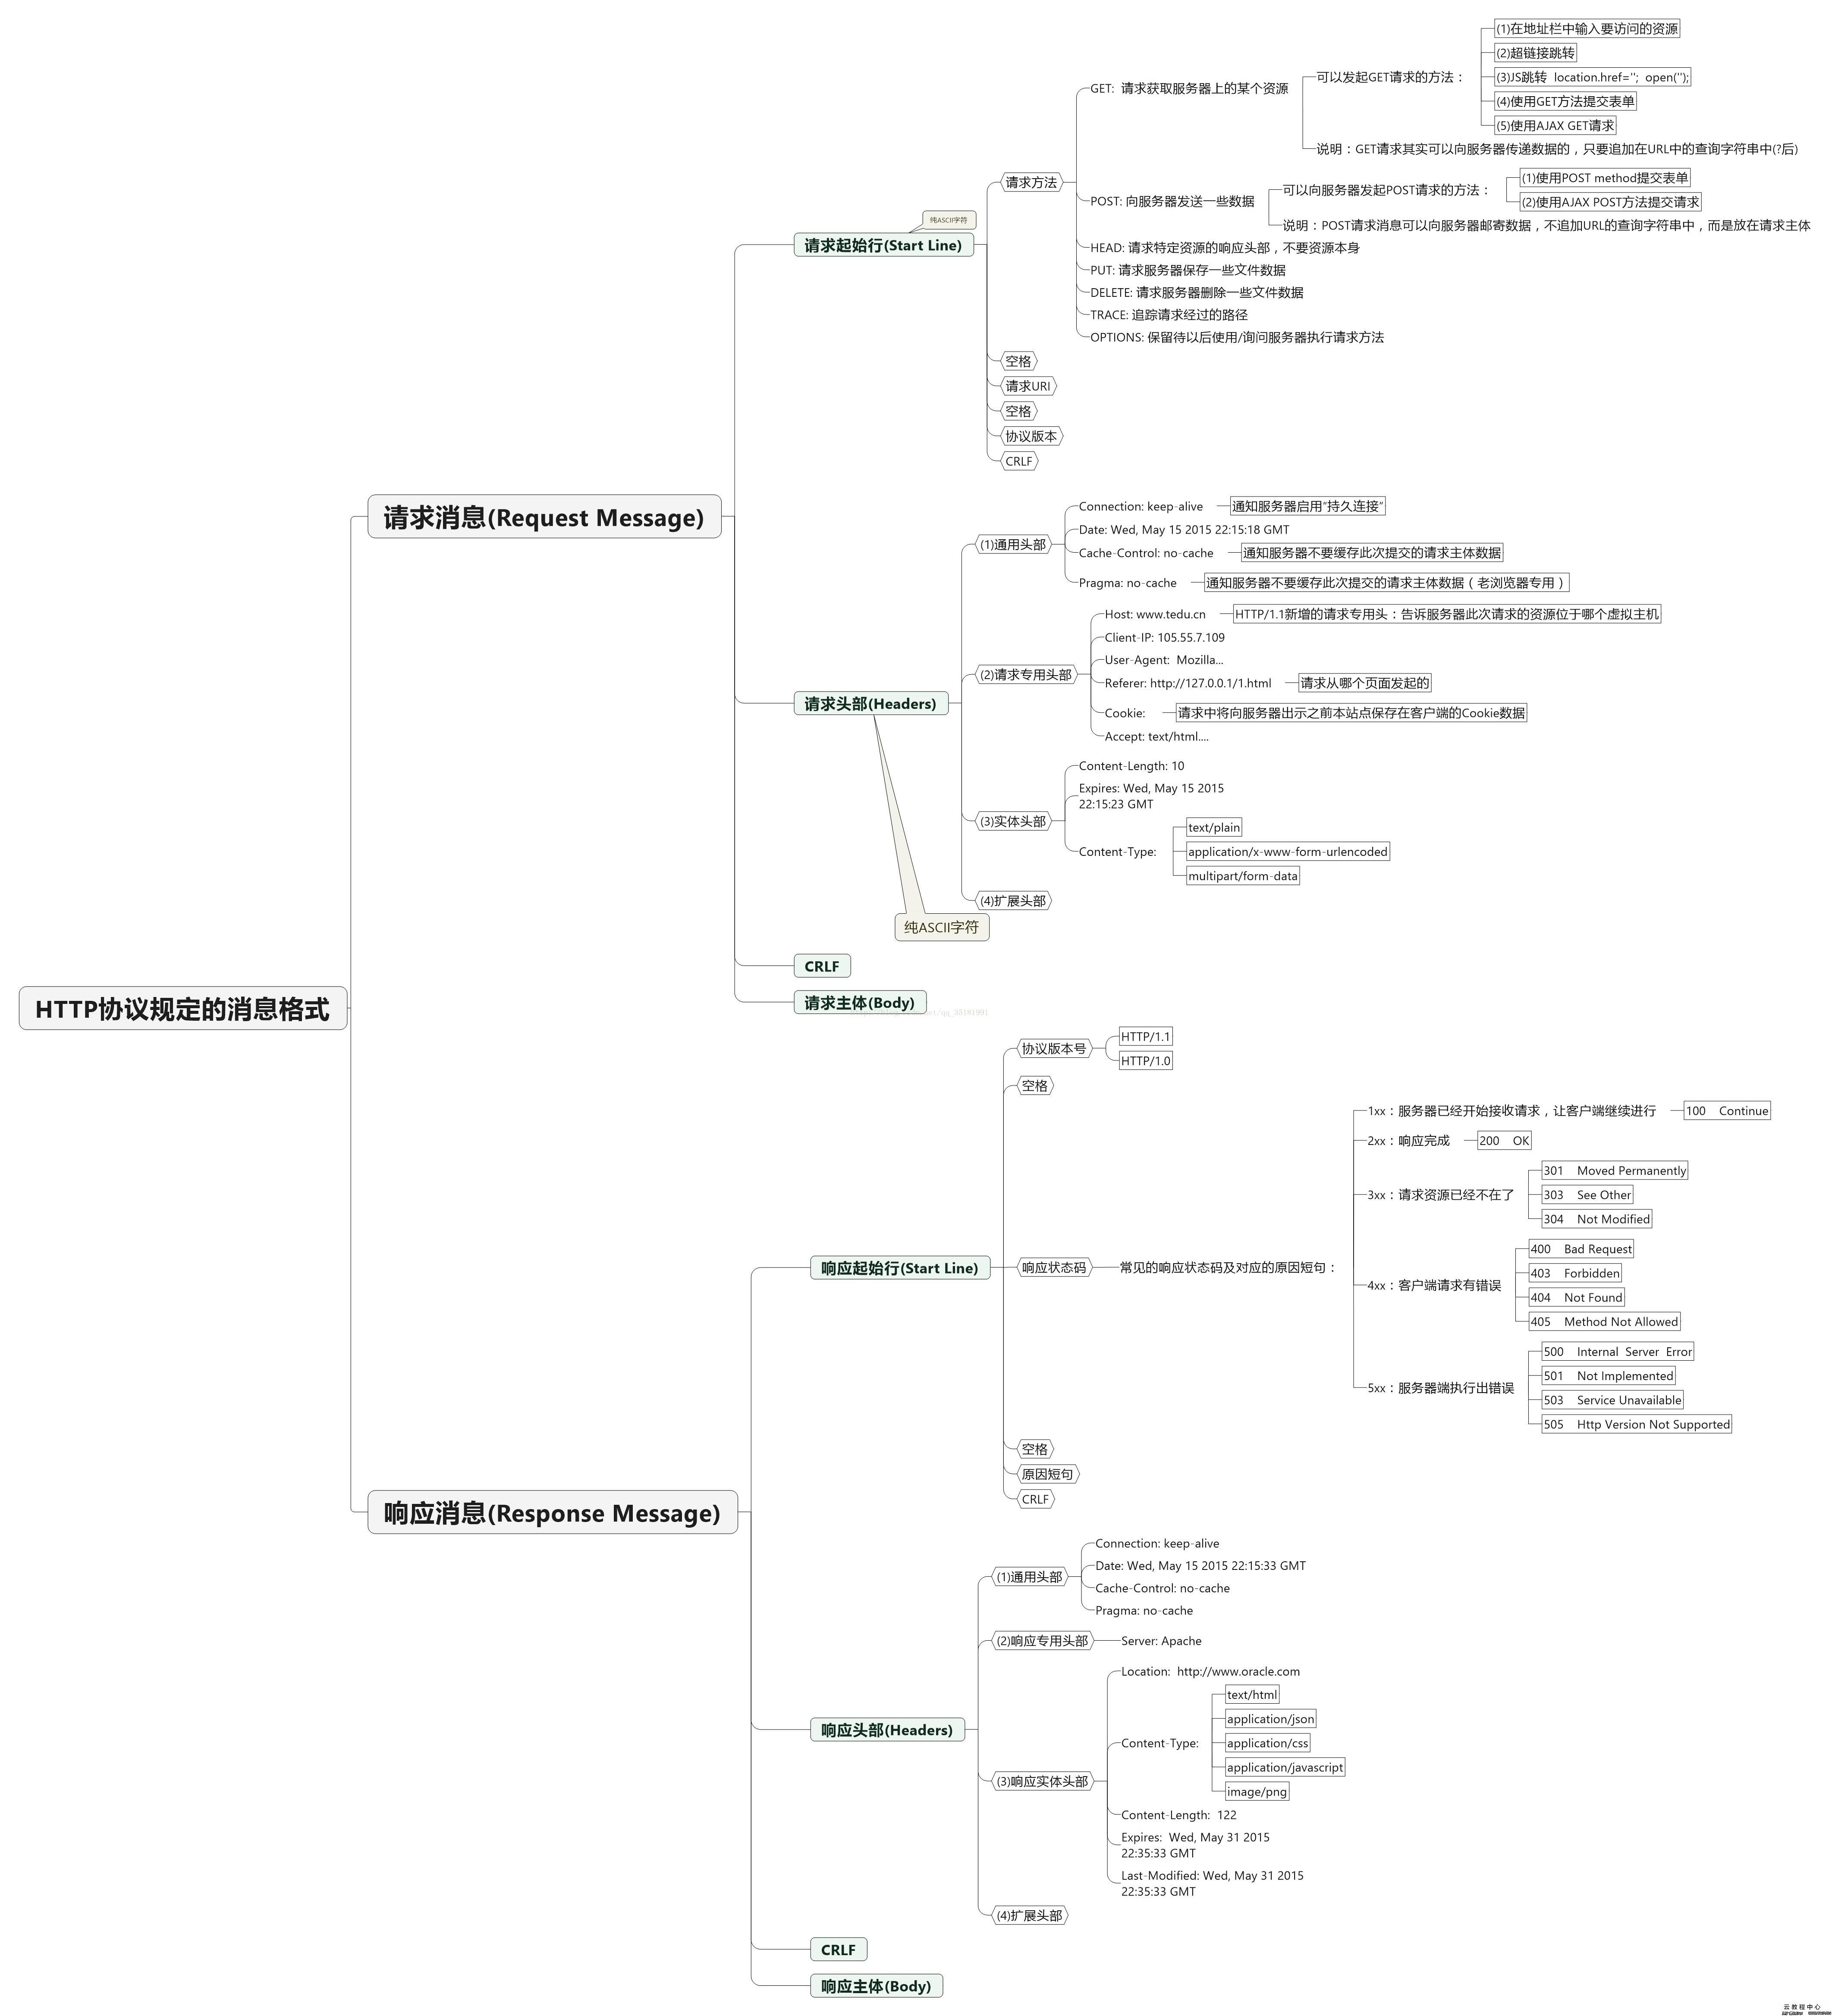 HTTP协议规定的消息格式
请求消息(Request Message)
请求起始行(Start Line)
纯ASCII字符
请求方法
GET:  请求获取服务器上的某个资源
可以发起GET请求的方法：
(1)在地址栏中输入要访问的资源
(2)超链接跳转
(3)JS跳转  location.href='';  open('');
(4)使用GET方法提交表单
(5)使用AJAX GET请求
说明：GET请求其实可以向服务器传递数据的，只要追加在URL中的查询字符串中(?后)
POST: 向服务器发送一些数据
可以向服务器发起POST请求的方法：
(1)使用POST method提交表单
(2)使用AJAX POST方法提交请求
说明：POST请求消息可以向服务器邮寄数据，不追加URL的查询字符串中，而是放在请求主体
HEAD: 请求特定资源的响应头部，不要资源本身
PUT: 请求服务器保存一些文件数据
DELETE: 请求服务器删除一些文件数据
TRACE: 追踪请求经过的路径
OPTIONS: 保留待以后使用/询问服务器执行请求方法
空格
请求URI
空格
协议版本
CRLF
请求头部(Headers)
纯ASCII字符
(1)通用头部
Connection: keep-alive
通知服务器启用“持久连接”
Date: Wed, May 15 2015 22:15:18 GMT
Cache-Control: no-cache
通知服务器不要缓存此次提交的请求主体数据
Pragma: no-cache
通知服务器不要缓存此次提交的请求主体数据（老浏览器专用）
(2)请求专用头部
Host: www.tedu.cn
HTTP/1.1新增的请求专用头：告诉服务器此次请求的资源位于哪个虚拟主机
Client-IP: 105.55.7.109
User-Agent:  Mozilla...
Referer: http://127.0.0.1/1.html
请求从哪个页面发起的
Cookie:
请求中将向服务器出示之前本站点保存在客户端的Cookie数据
Accept: text/html....
(3)实体头部
Content-Length: 10
Expires: Wed, May 15 2015
22:15:23 GMT
Content-Type:
text/plain
application/x-www-form-urlencoded
multipart/form-data
(4)扩展头部
CRLF
请求主体(Body)
响应消息(Response Message)
响应起始行(Start Line)
协议版本号
HTTP/1.1
HTTP/1.0
空格
响应状态码
常见的响应状态码及对应的原因短句：
1xx：服务器已经开始接收请求，让客户端继续进行
100    Continue
2xx：响应完成
200    OK
3xx：请求资源已经不在了
301    Moved Permanently
303    See Other
304    Not Modified
4xx：客户端请求有错误
400    Bad Request
403    Forbidden
404    Not Found
405    Method Not Allowed
5xx：服务器端执行出错误
500    Internal  Server  Error
501    Not Implemented
503    Service Unavailable
505    Http Version Not Supported
空格
原因短句
CRLF
响应头部(Headers)
(1)通用头部
Connection: keep-alive
Date: Wed, May 15 2015 22:15:33 GMT
Cache-Control: no-cache
Pragma: no-cache
(2)响应专用头部
Server: Apache
(3)响应实体头部
Location:  http://www.oracle.com
Content-Type:
text/html
application/json
application/css
application/javascript
image/png
Content-Length:  122
Expires:  Wed, May 31 2015
22:35:33 GMT
Last-Modified: Wed, May 31 2015
22:35:33 GMT
(4)扩展头部
CRLF
响应主体(Body)
云教程中心